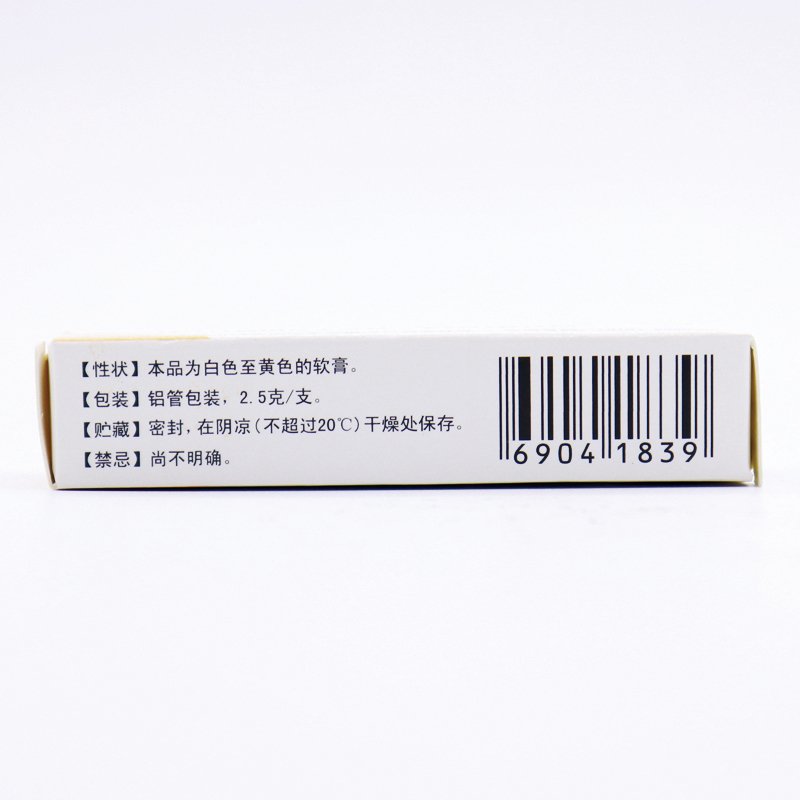 【性状】本品为白色至黄色的软膏。
【包装】铝管包装，2.5克/支。
【贮藏】密封，在阴凉(不超过20℃)干燥处保存。
【禁忌】尚不明确。
69041839